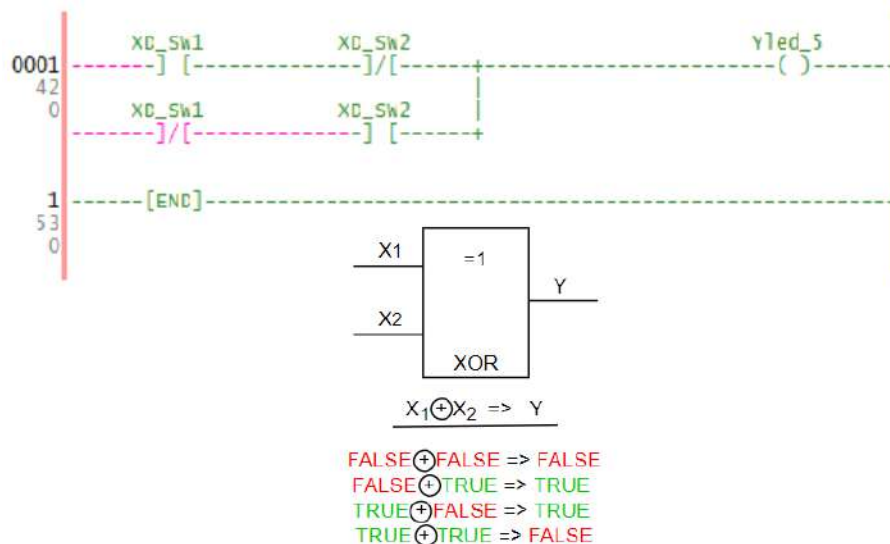 XD_SW1 XD_SW2 Yled_5
0001 -------] [---------------]/[------+----------------------( )------
42
0 XD_SW1 XD_SW2
-------]/[---------------] [------+
1 ------[END]------------------------------------------------
53
0
X1
=1
Y
X2
XOR
X1⊕X2 => Y
FALSE⊕FALSE => FALSE
FALSE⊕TRUE => TRUE
TRUE⊕FALSE => TRUE
TRUE⊕TRUE => FALSE